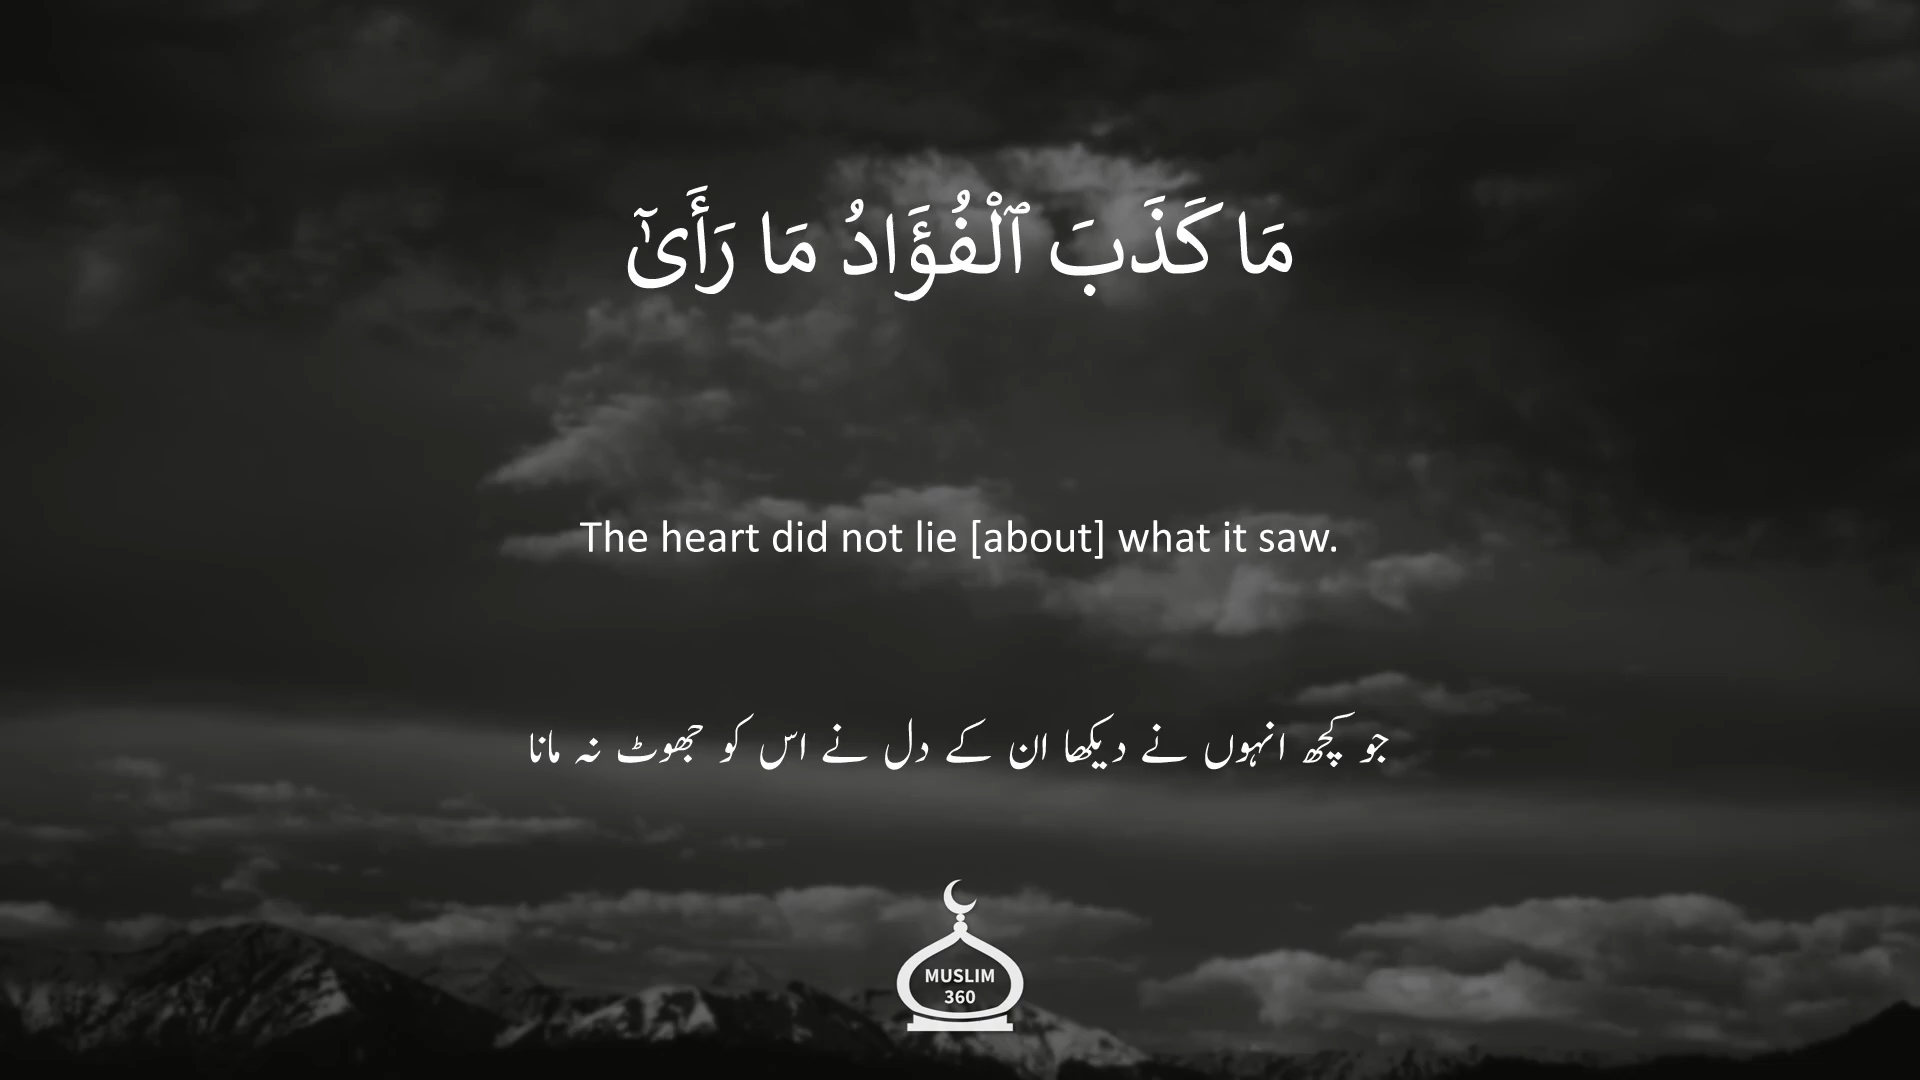 مَا كَذَبَ ٱلْفُؤَادُ مَا رَأَىٰٓ
The heart did not lie [about] what it saw.
جو کچھ انہوں نے دیکھا ان کے دل نے اس کو جھوٹ نہ مانا
MUSLIM
360